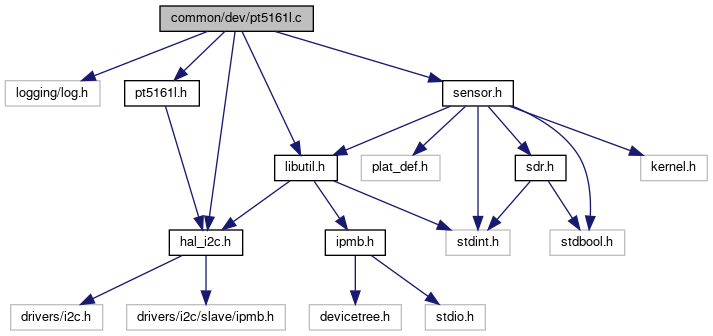 common/dev/pt5161l.c
logging/log.h
pt5161l.h
sensor.h
libutil.h
plat_def.h
sdr.h
kernel.h
hal_i2c.h
ipmb.h
stdint.h
stdbool.h
drivers/i2c.h
drivers/i2c/slave/ipmb.h
devicetree.h
stdio.h